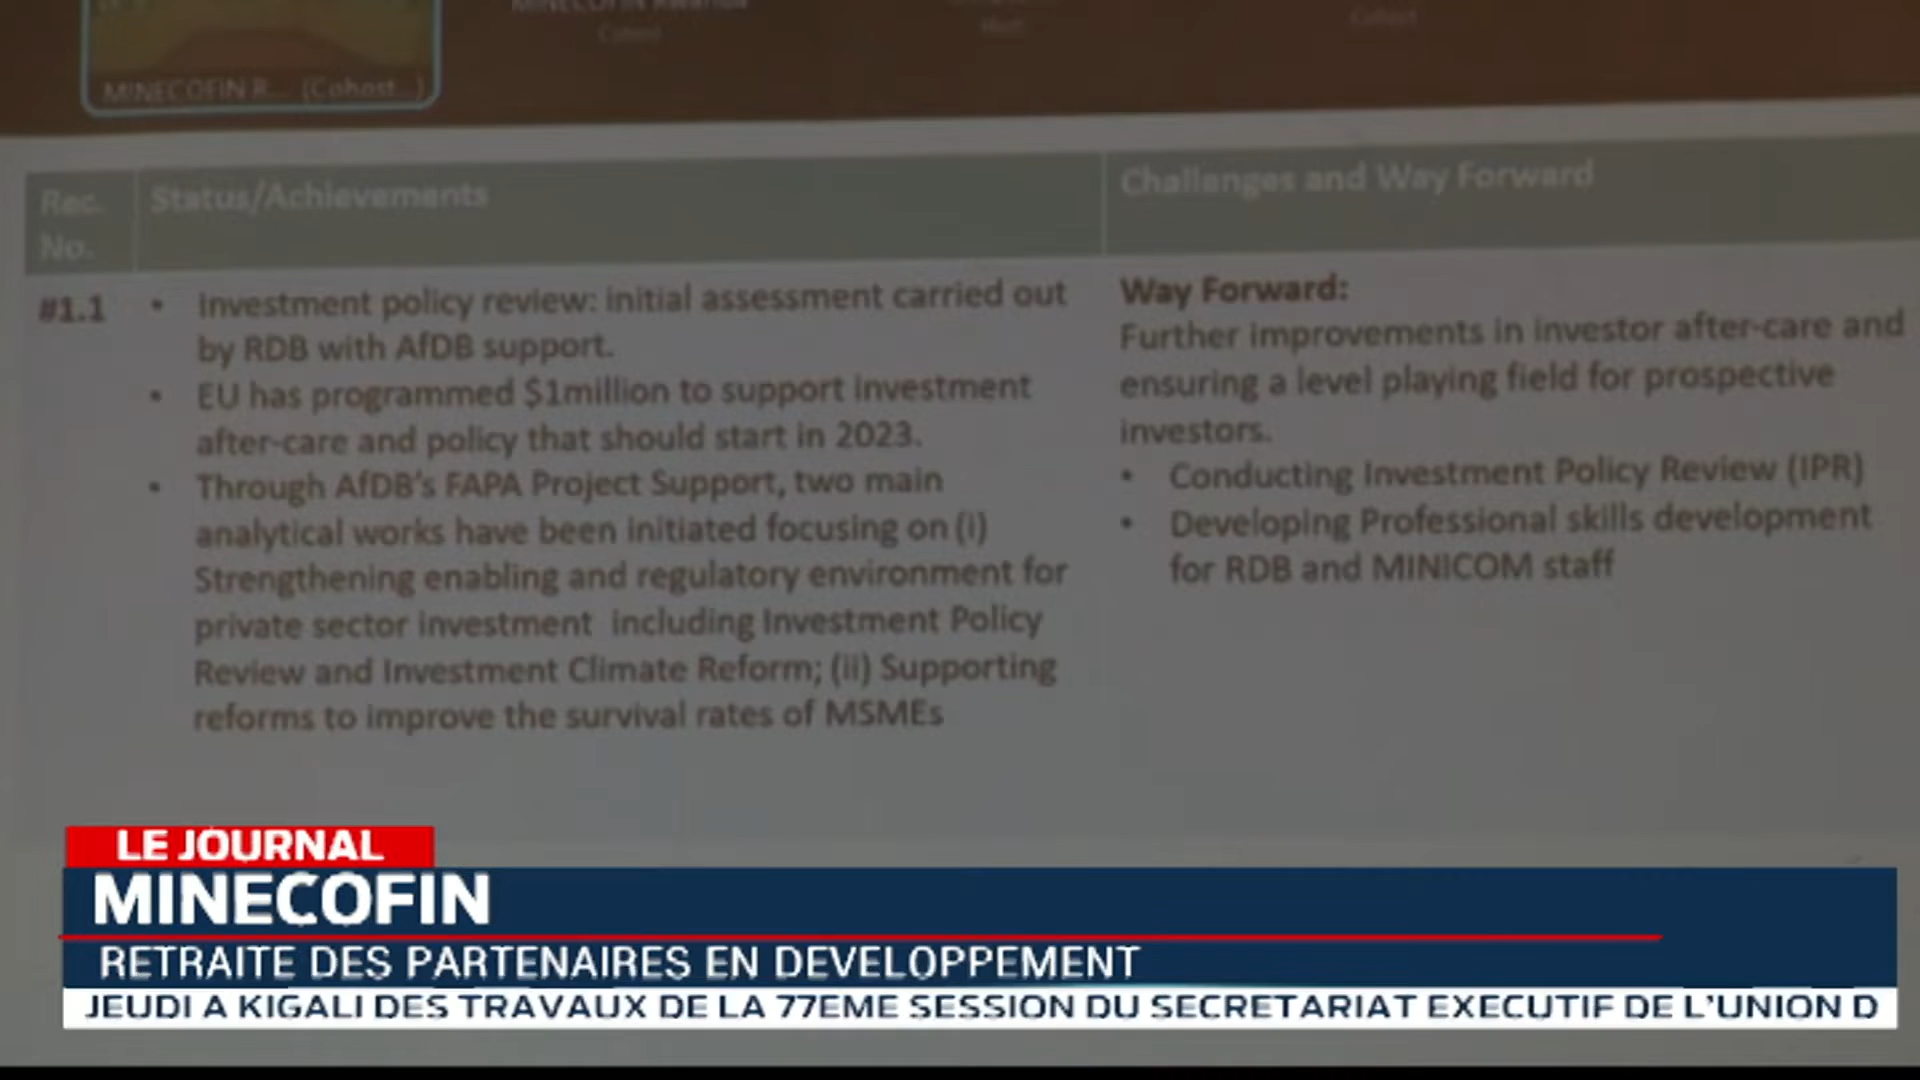 MINECOFIN Rwanda
Cohost
Host
Cohost
MINECOFIN R... (Cohost...)
Rec. No.
Status/Achievements
Challenges and Way Forward
#1.1
• Investment policy review: initial assessment carried out
by RDB with AfDB support.
• EU has programmed $1million to support investment
after-care and policy that should start in 2023.
• Through AfDB's FAPA Project Support, two main
analytical works have been initiated focusing on (i)
Strengthening enabling and regulatory environment for
private sector investment including Investment Policy
Review and Investment Climate Reform; (ii) Supporting
reforms to improve the survival rates of MSMEs
Way Forward:
Further improvements in investor after-care and
ensuring a level playing field for prospective
investors.
• Conducting Investment Policy Review (IPR)
• Developing Professional skills development
for RDB and MINICOM staff
LE JOURNAL
MINECOFIN
RETRAITE DES PARTENAIRES EN DEVELOPPEMENT
JEUDI A KIGALI DES TRAVAUX DE LA 77EME SESSION DU SECRETARIAT EXECUTIF DE L'UNION D